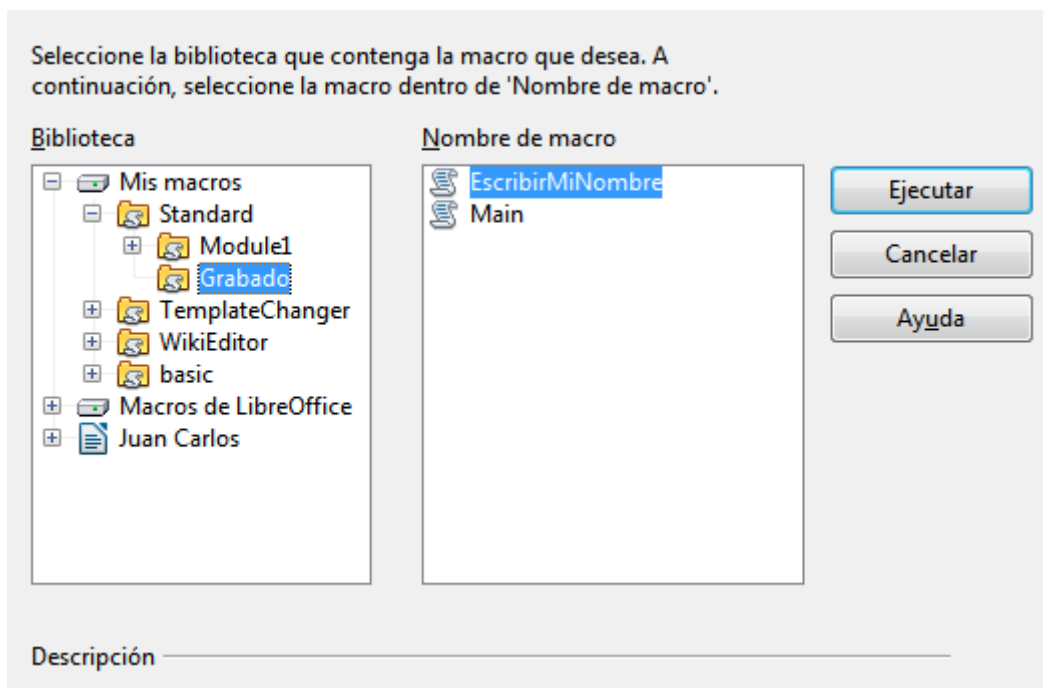 Seleccione la biblioteca que contenga la macro que desea. A
continuación, seleccione la macro dentro de 'Nombre de macro'.
Biblioteca
Mis macros
Standard
Module1
Grabado
TemplateChanger
WikiEditor
basic
Macros de LibreOffice
Juan Carlos
Nombre de macro
EscribirMiNombre
Main
Ejecutar
Cancelar
Ayuda
Descripción